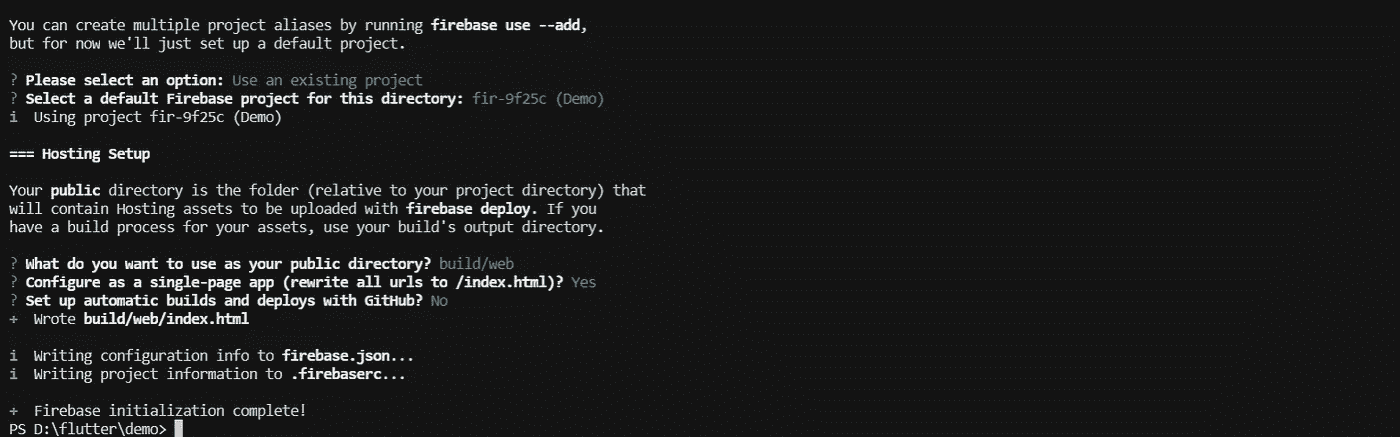 You can create multiple project aliases by running firebase use --add,
but for now we'll just set up a default project.
? Please select an option: Use an existing project
? Select a default Firebase project for this directory: fir-9f25c (Demo)
i  Using project fir-9f25c (Demo)
=== Hosting Setup
Your public directory is the folder (relative to your project directory) that
will contain Hosting assets to be uploaded with firebase deploy. If you
have a build process for your assets, use your build's output directory.
? What do you want to use as your public directory? build/web
? Configure as a single-page app (rewrite all urls to /index.html)? Yes
? Set up automatic builds and deploys with GitHub? No
+  Wrote build/web/index.html
i  Writing configuration info to firebase.json...
i  Writing project information to .firebaserc...
+  Firebase initialization complete!
PS D:\flutter\demo>